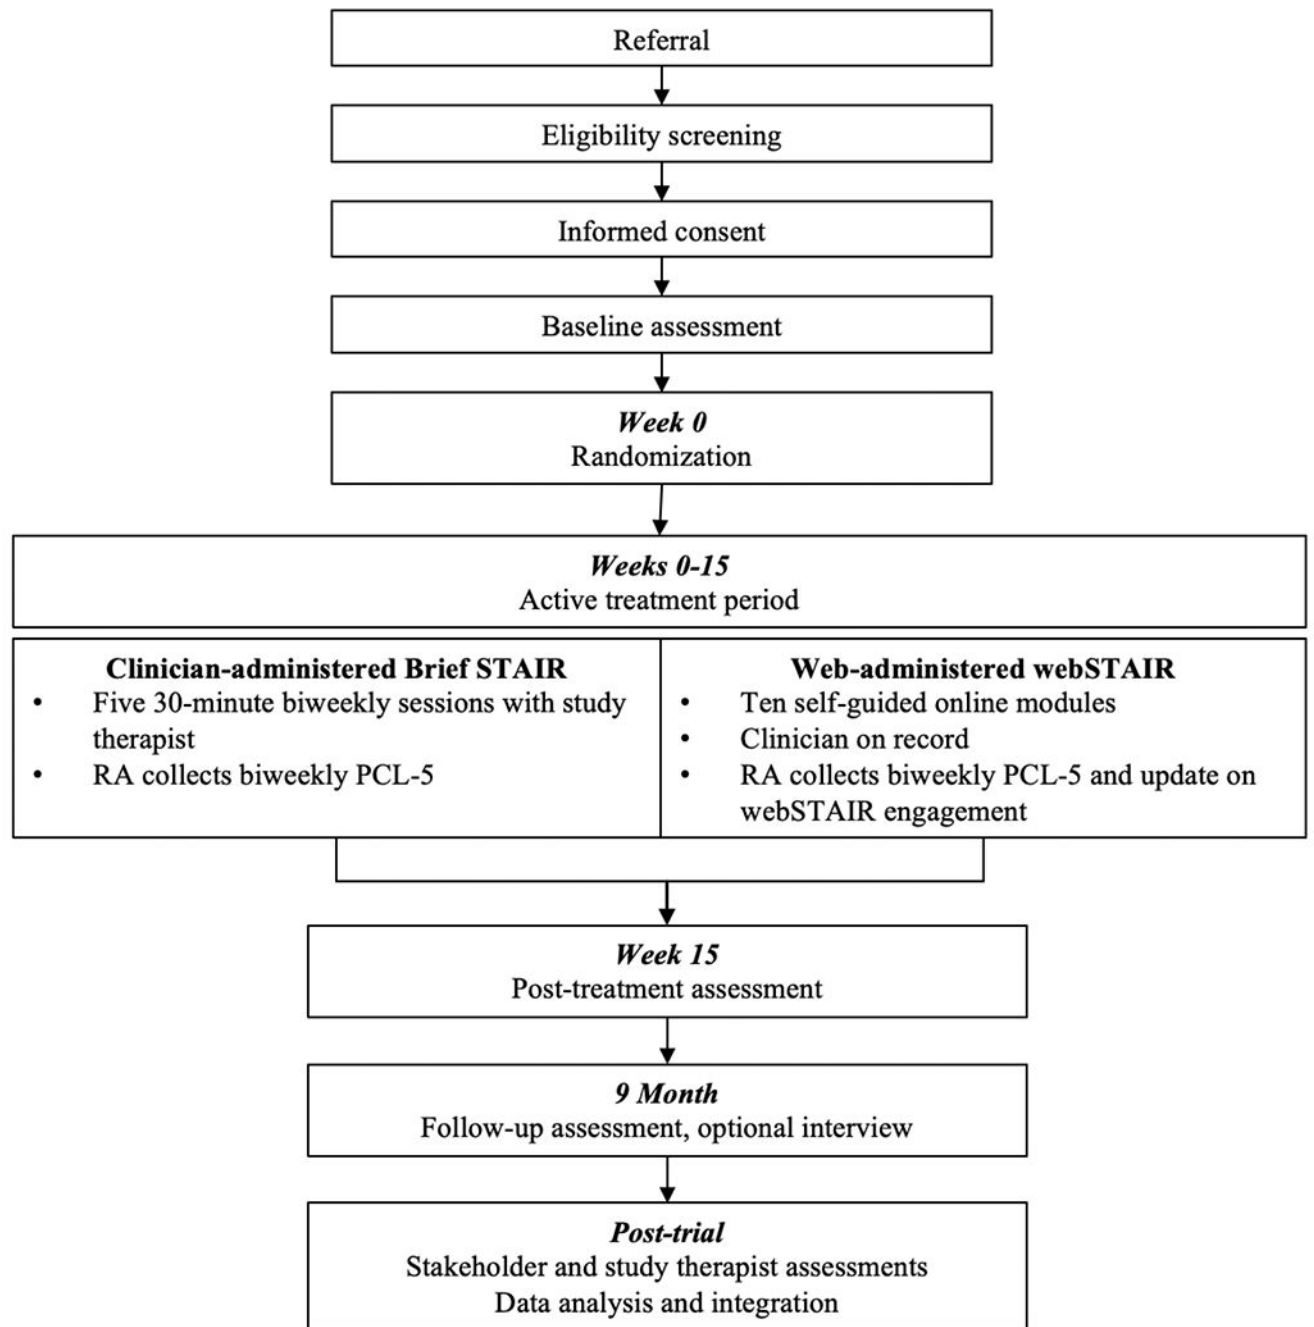 Referral
Eligibility screening
Informed consent
Baseline assessment
Week 0
Randomization
Weeks 0-15
Active treatment period
Clinician-administered Brief STAIR
• Five 30-minute biweekly sessions with study
therapist
• RA collects biweekly PCL-5
Web-administered webSTAIR
• Ten self-guided online modules
• Clinician on record
• RA collects biweekly PCL-5 and update on
webSTAIR engagement
Week 15
Post-treatment assessment
9 Month
Follow-up assessment, optional interview
Post-trial
Stakeholder and study therapist assessments
Data analysis and integration